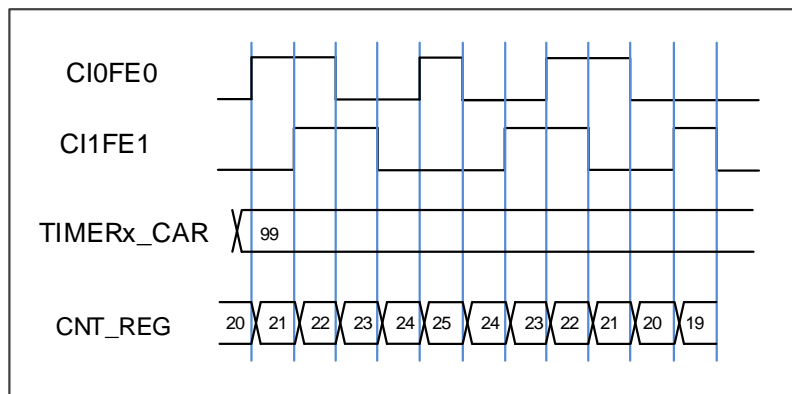 CI0FE0
CI1FE1
TIMERx_CAR 99
CNT_REG 20 21 22 23 24 25 24 23 22 21 20 19